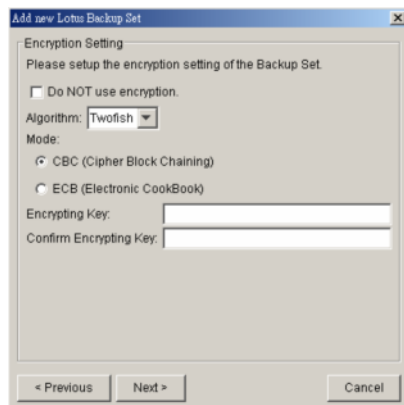 Add new Lotus Backup Set
Encryption Setting
Please setup the encryption setting of the Backup Set.
Do NOT use encryption.
Algorithm: Twofish
Mode:
CBC (Cipher Block Chaining)
ECB (Electronic CookBook)
Encrypting Key:
Confirm Encrypting Key:
< Previous Next > Cancel